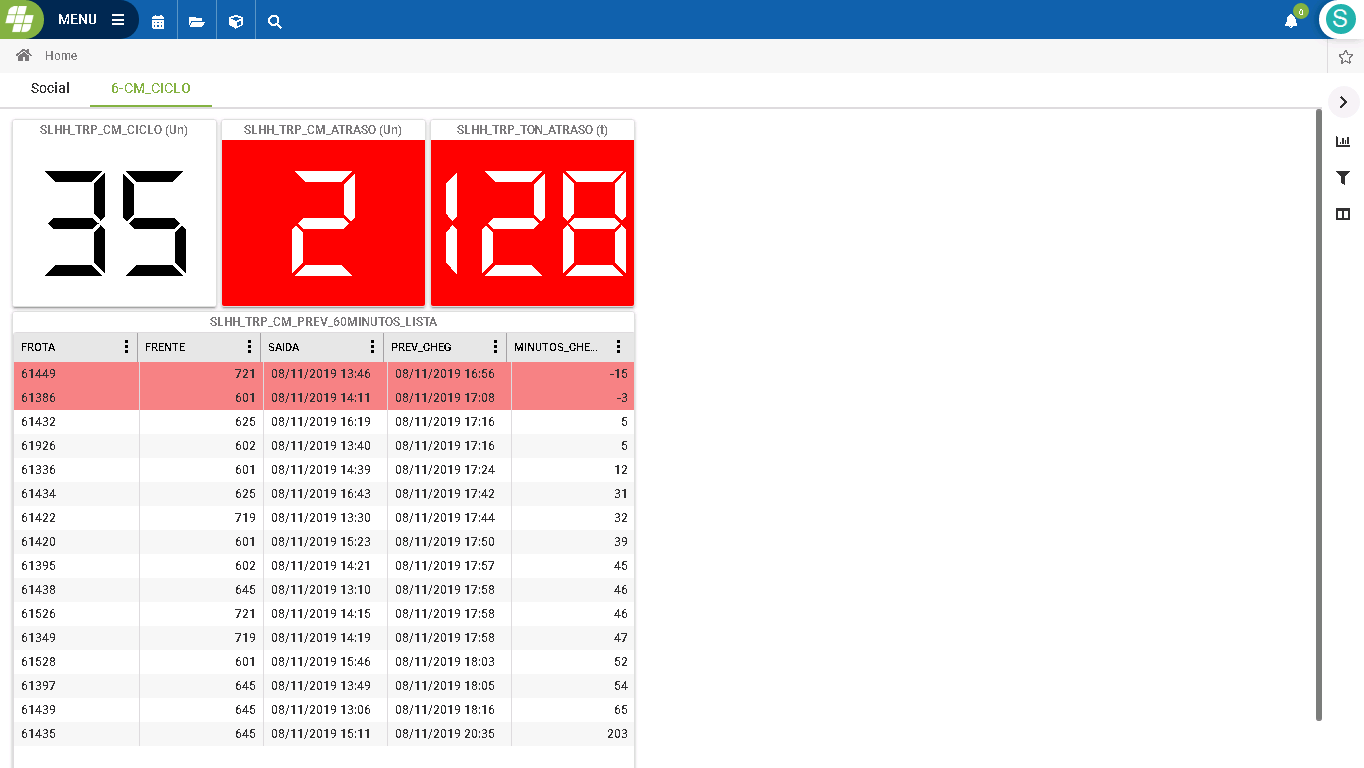 MENU
0
S
Home
Social 6-CM_CICLO
SLHH_TRP_CM_CICLO (Un) SLHH_TRP_CM_ATRASO (Un) SLHH_TRP_TON_ATRASO (t)
35 2 128
SLHH_TRP_CM_PREV_60MINUTOS_LISTA
FROTA FRENTE SAIDA PREV_CHEG MINUTOS_CHE...
61449 721 08/11/2019 13:46 08/11/2019 16:56 -15
61386 601 08/11/2019 14:11 08/11/2019 17:08 -3
61432 625 08/11/2019 16:19 08/11/2019 17:16 5
61926 602 08/11/2019 13:40 08/11/2019 17:16 5
61336 601 08/11/2019 14:39 08/11/2019 17:24 12
61434 625 08/11/2019 16:43 08/11/2019 17:42 31
61422 719 08/11/2019 13:30 08/11/2019 17:44 32
61420 601 08/11/2019 15:23 08/11/2019 17:50 39
61395 602 08/11/2019 14:21 08/11/2019 17:57 45
61438 645 08/11/2019 13:10 08/11/2019 17:58 46
61526 721 08/11/2019 14:15 08/11/2019 17:58 46
61349 719 08/11/2019 14:19 08/11/2019 17:58 47
61528 601 08/11/2019 15:46 08/11/2019 18:03 52
61397 645 08/11/2019 13:49 08/11/2019 18:05 54
61439 645 08/11/2019 13:06 08/11/2019 18:16 65
61435 645 08/11/2019 15:11 08/11/2019 20:35 203